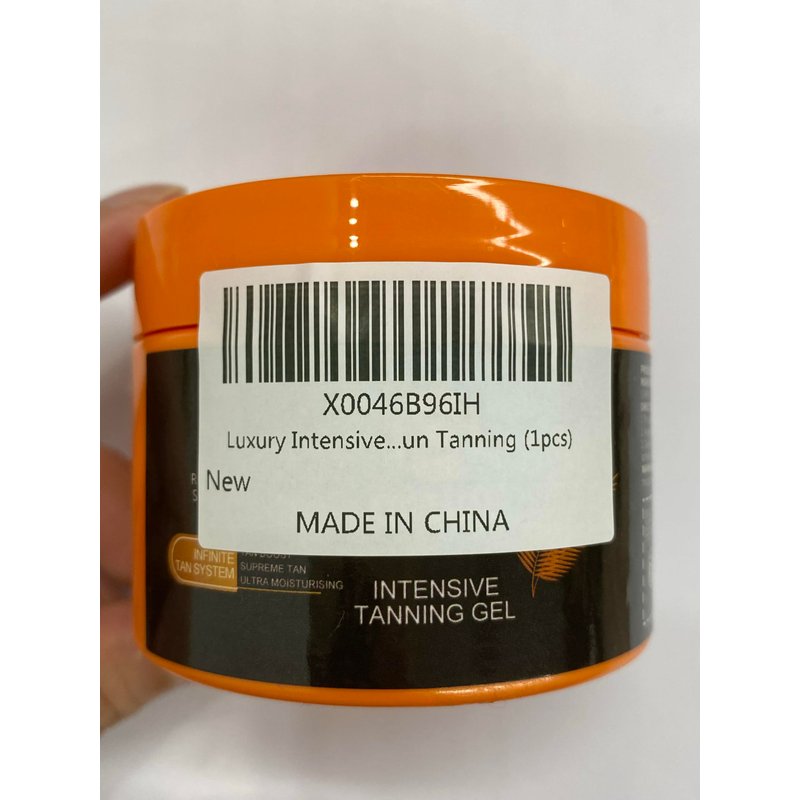 X0046B96IH
Luxury Intensive...un Tanning (1pcs)
New
MADE IN CHINA
INFINITE
TAN SYSTEM
TAN BOOST
SUPREME TAN
ULTRA MOISTURISING
INTENSIVE
TANNING GEL